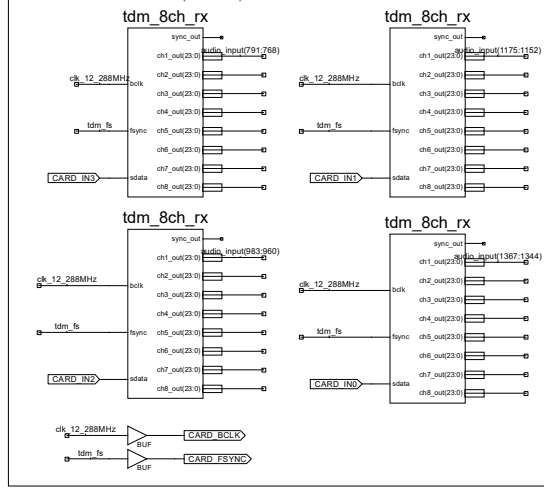 tdm_8ch_rx
sync_out
ch1_out(23:0)
audio_input(791:768)
clk_12_288MHz
bclk
ch2_out(23:0)
ch3_out(23:0)
ch4_out(23:0)
tdm_fs
fsync
ch5_out(23:0)
ch6_out(23:0)
ch7_out(23:0)
CARD_IN3
sdata
ch8_out(23:0)
tdm_8ch_rx
sync_out
ch1_out(23:0)
audio_input(1175:1152)
clk_12_288MHz
bclk
ch2_out(23:0)
ch3_out(23:0)
ch4_out(23:0)
tdm_fs
fsync
ch5_out(23:0)
ch6_out(23:0)
ch7_out(23:0)
CARD_IN1
sdata
ch8_out(23:0)
tdm_8ch_rx
sync_out
ch1_out(23:0)
audio_input(983:960)
clk_12_288MHz
bclk
ch2_out(23:0)
ch3_out(23:0)
ch4_out(23:0)
tdm_fs
fsync
ch5_out(23:0)
ch6_out(23:0)
ch7_out(23:0)
CARD_IN2
sdata
ch8_out(23:0)
tdm_8ch_rx
sync_out
ch1_out(23:0)
audio_input(1367:1344)
clk_12_288MHz
bclk
ch2_out(23:0)
ch3_out(23:0)
ch4_out(23:0)
tdm_fs
fsync
ch5_out(23:0)
ch6_out(23:0)
ch7_out(23:0)
CARD_IN0
sdata
ch8_out(23:0)
clk_12_288MHz
BUF
CARD_BCLK
tdm_fs
BUF
CARD_FSYNC